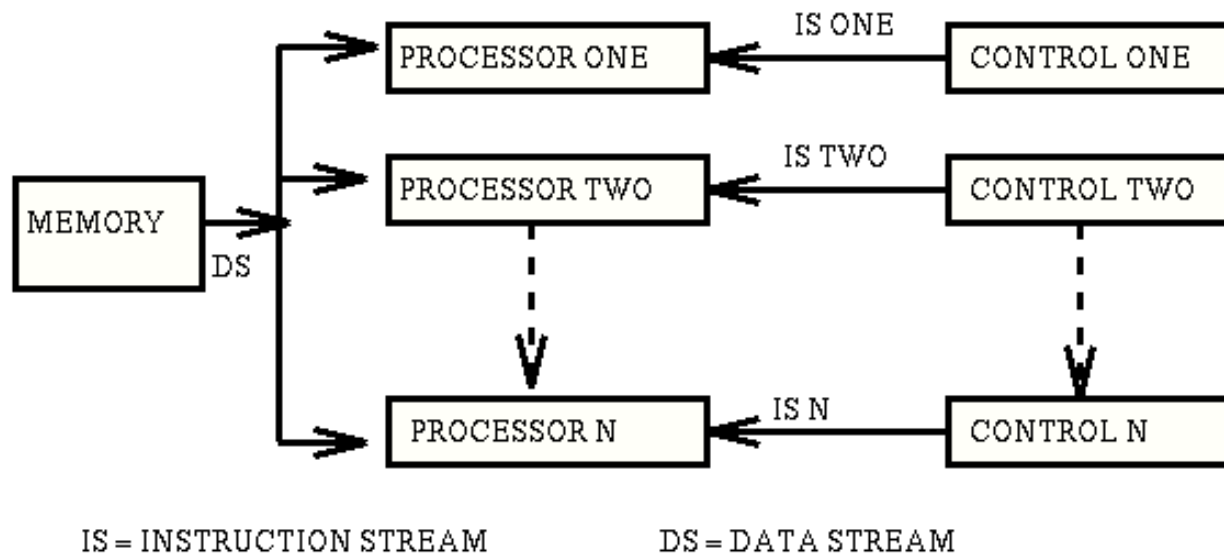 IS ONE
PROCESSOR ONE
CONTROL ONE
IS TWO
PROCESSOR TWO
CONTROL TWO
MEMORY
DS
IS N
PROCESSOR N
CONTROL N
IS = INSTRUCTION STREAM
DS = DATA STREAM